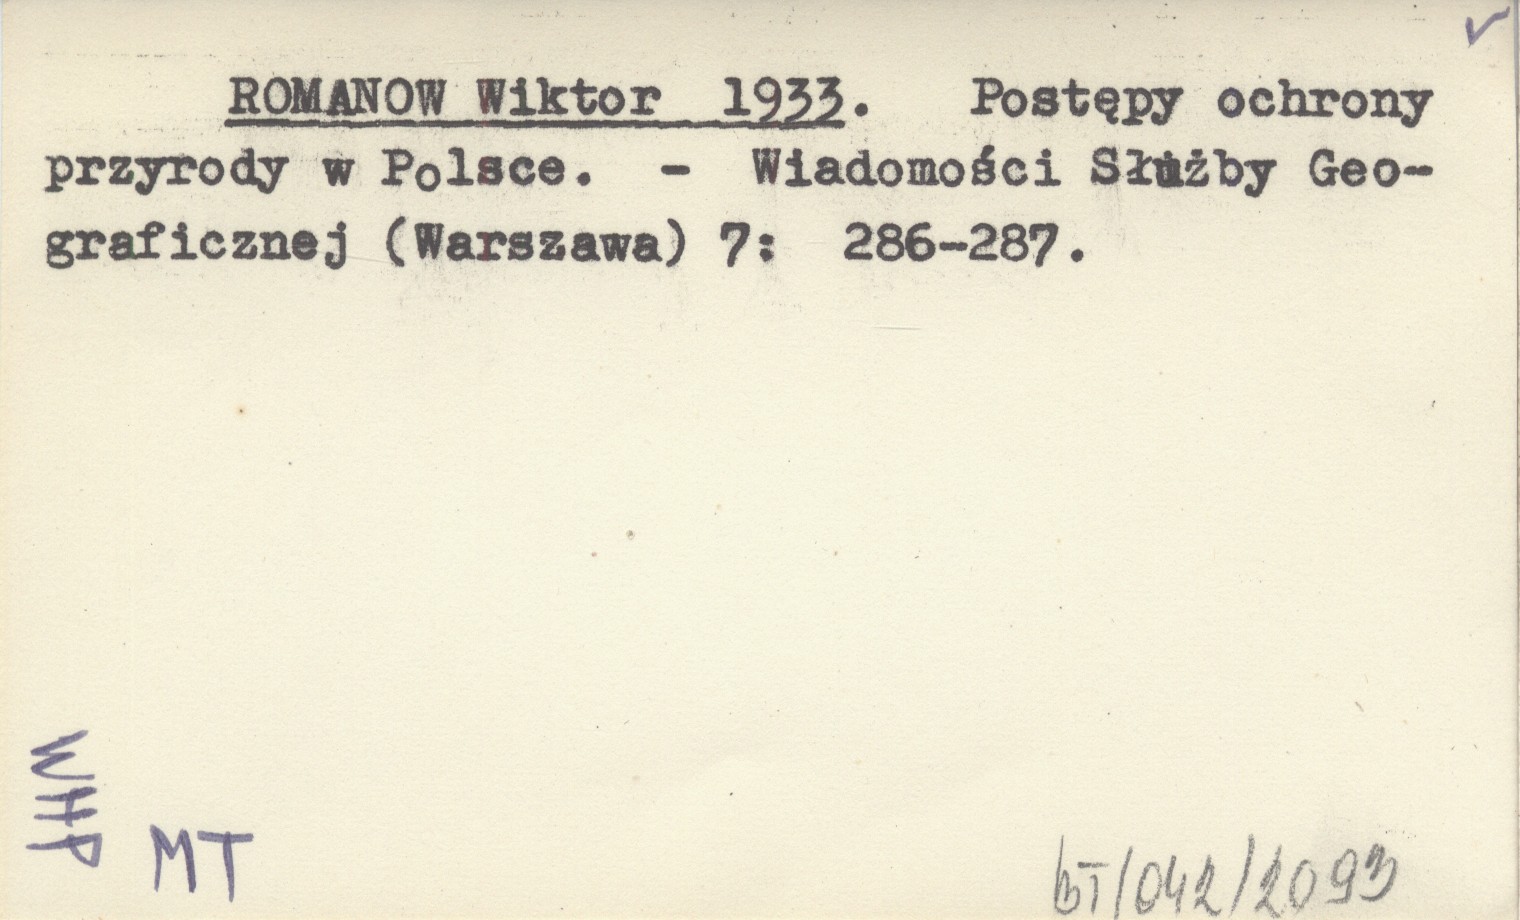 ROMANOW Wiktor 1933. Postępy ochrony
przyrody w Polsce. - Wiadomości Służby Geo-
graficznej (Warszawa) 7: 286-287.
WHP
MT
BT/042/2093